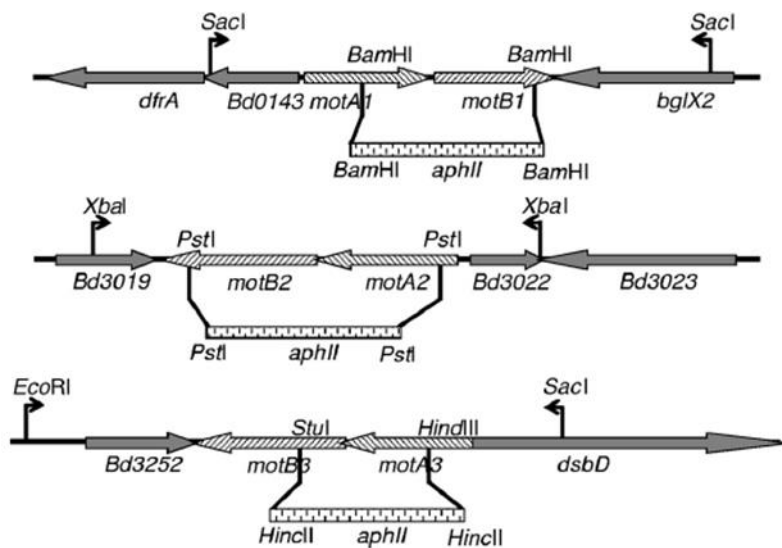 SacI SacI
BamHI BamHI
dfrA Bd0143 motA1 motB1 bglX2
BamHI aphII BamHI
XbaI XbaI
PstI PstI
Bd3019 motB2 motA2 Bd3022 Bd3023
PstI aphII PstI
EcoRI SacI
StuI HindIII
Bd3252 motB3 motA3 dsbD
HincII aphII HincII